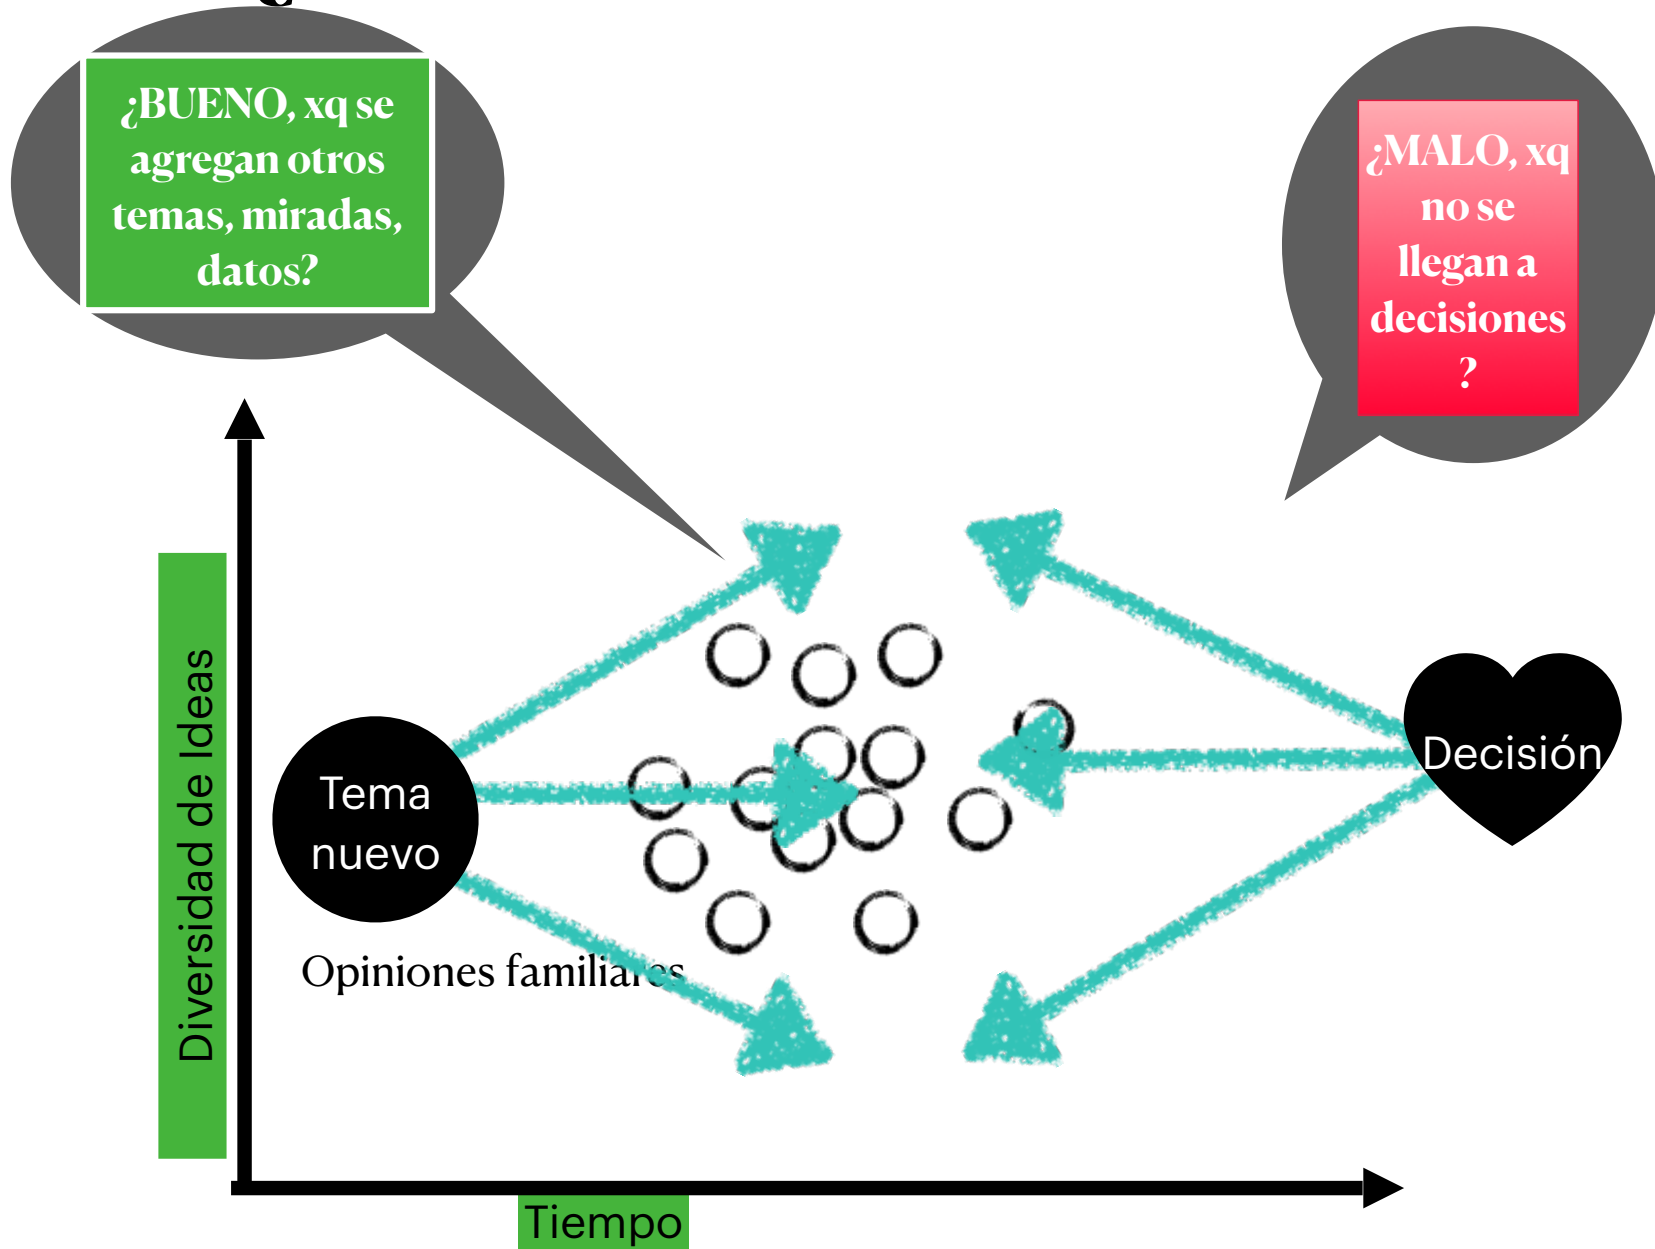 ¿BUENO, xq se
agregan otros
temas, miradas,
datos?
¿MALO, xq
no se
llegan a
decisiones
?
Diversidad de Ideas
Tema
nuevo
Decisión
Opiniones familiares
Tiempo